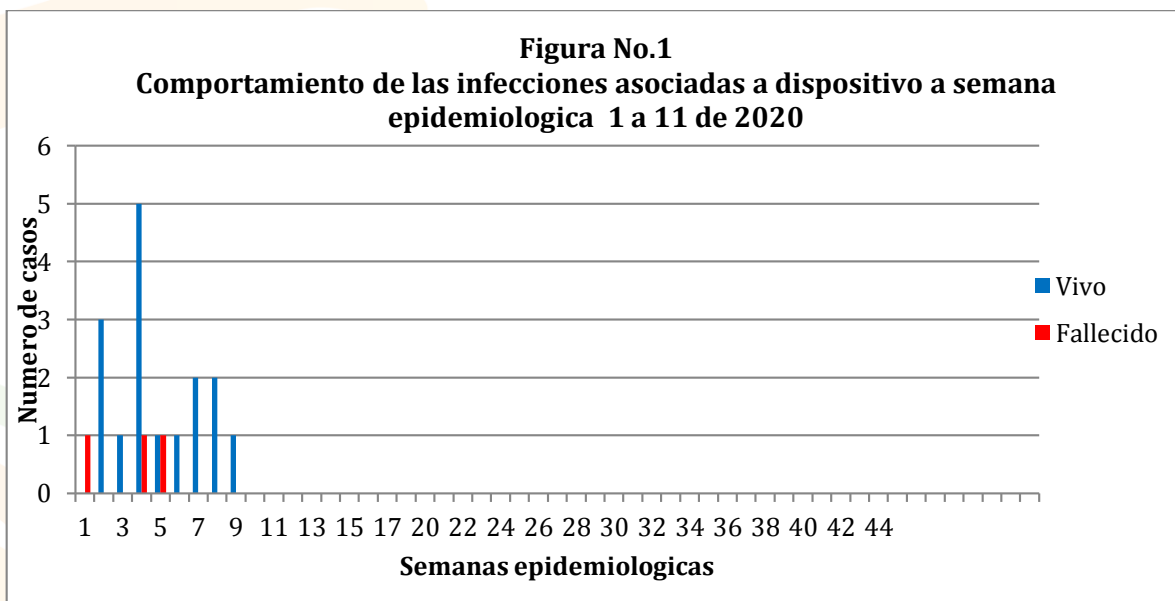 Figura No.1
Comportamiento de las infecciones asociadas a dispositivo a semana
epidemiologica 1 a 11 de 2020
6
5
4
3
2
1
0
Numero de casos
Vivo
Fallecido
1 3 5 7 9 11 13 15 17 20 22 24 26 28 30 32 34 36 38 40 42 44
Semanas epidemiologicas